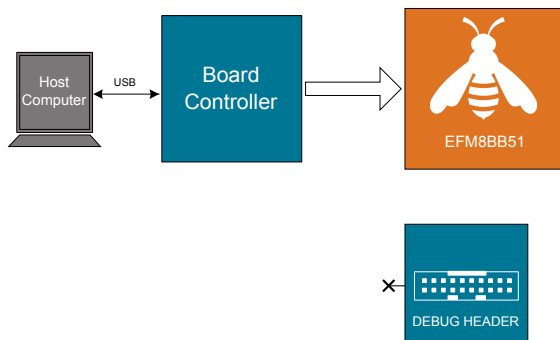 Host
Computer
USB
Board
Controller
EFM8BB51
DEBUG HEADER